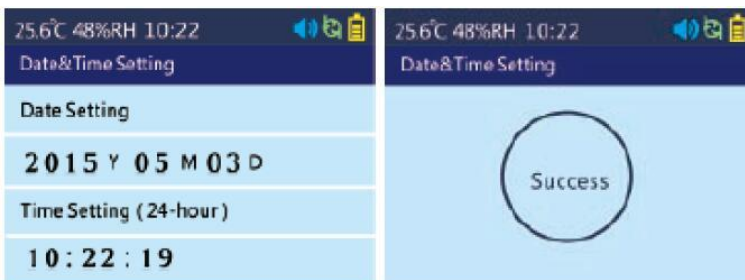 25.6℃ 48%RH 10:22
Date&Time Setting
Date Setting
2015 Y 05 M 03 D
Time Setting (24-hour)
10:22:19
25.6℃ 48%RH 10:22
Date&Time Setting
Success